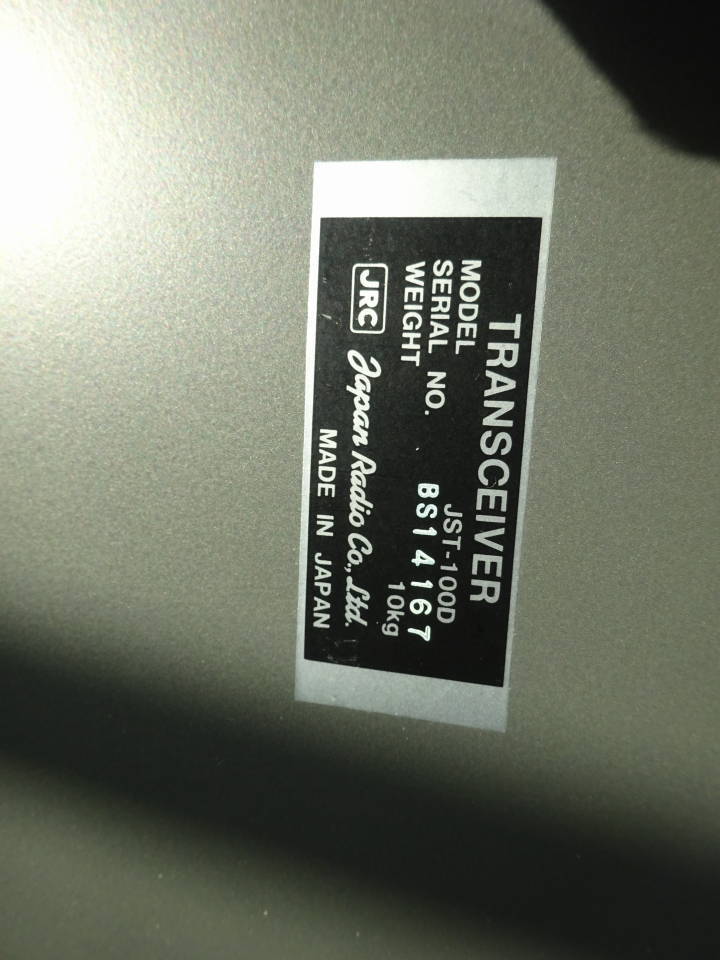 TRANSCEIVER
MODEL JST-100D
SERIAL NO. BS14167
WEIGHT 10kg
JRC Japan Radio Co., Ltd.
MADE IN JAPAN